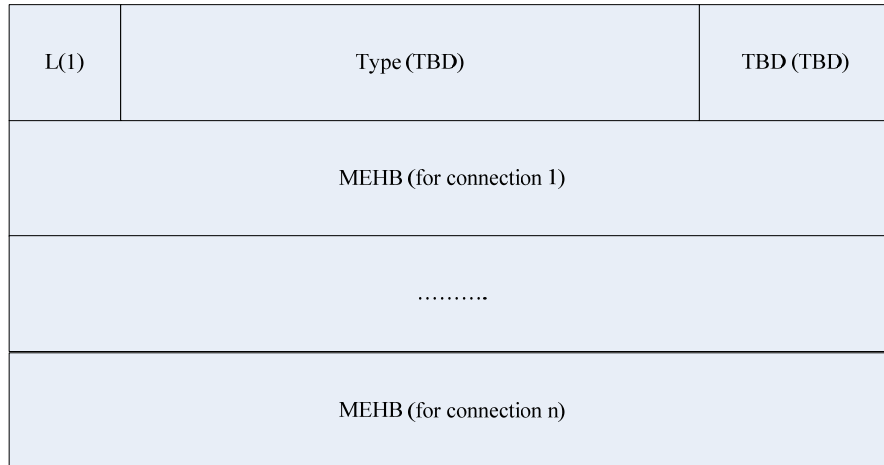 L(1) Type (TBD) TBD (TBD)
MEHB (for connection 1)
……….
MEHB (for connection n)